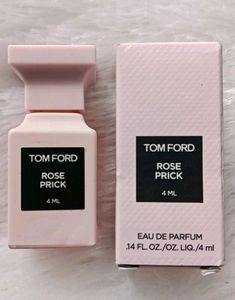 TOM FORD
ROSE
PRICK
4 ML
TOM FORD
ROSE
PRICK
4 ML
EAU DE PARFUM
.14 FL. OZ./OZ. LIQ./4 ml